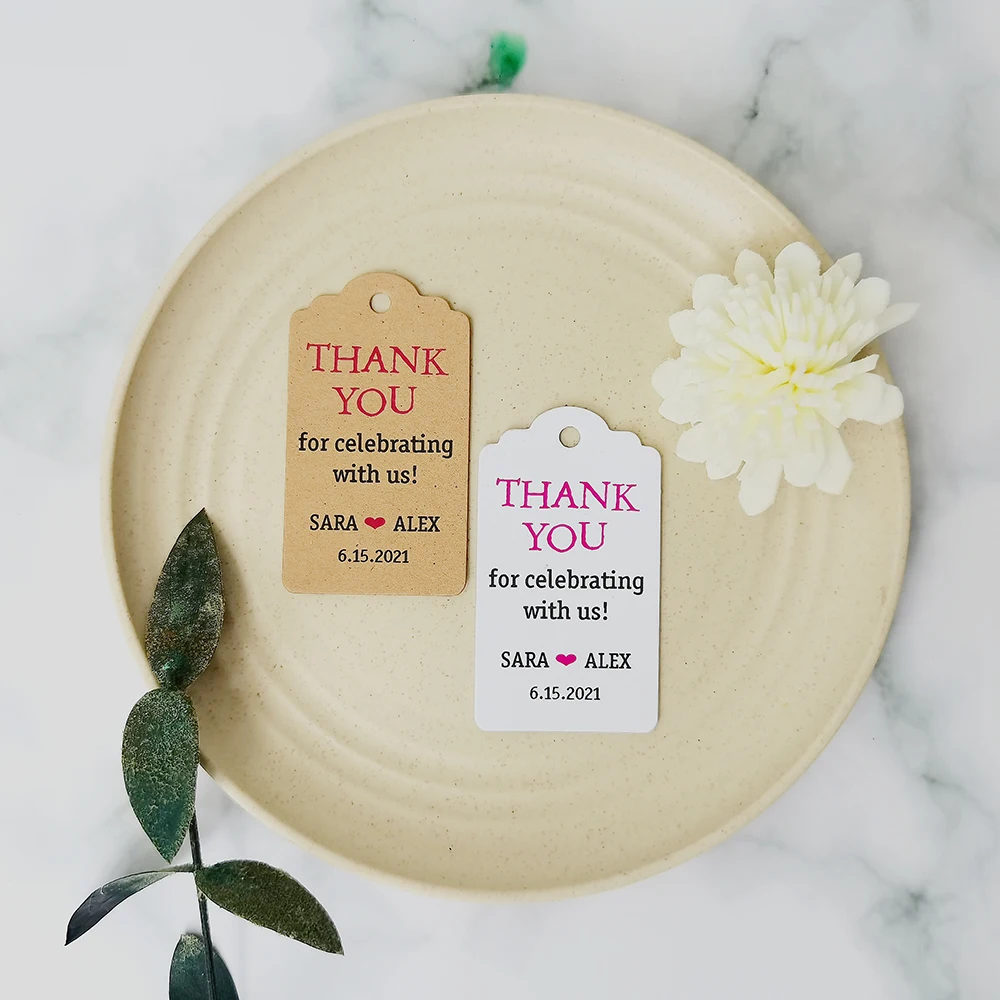 THANK
YOU
for celebrating
with us!
SARA ❤ ALEX
6.15.2021
THANK
YOU
for celebrating
with us!
SARA ❤ ALEX
6.15.2021